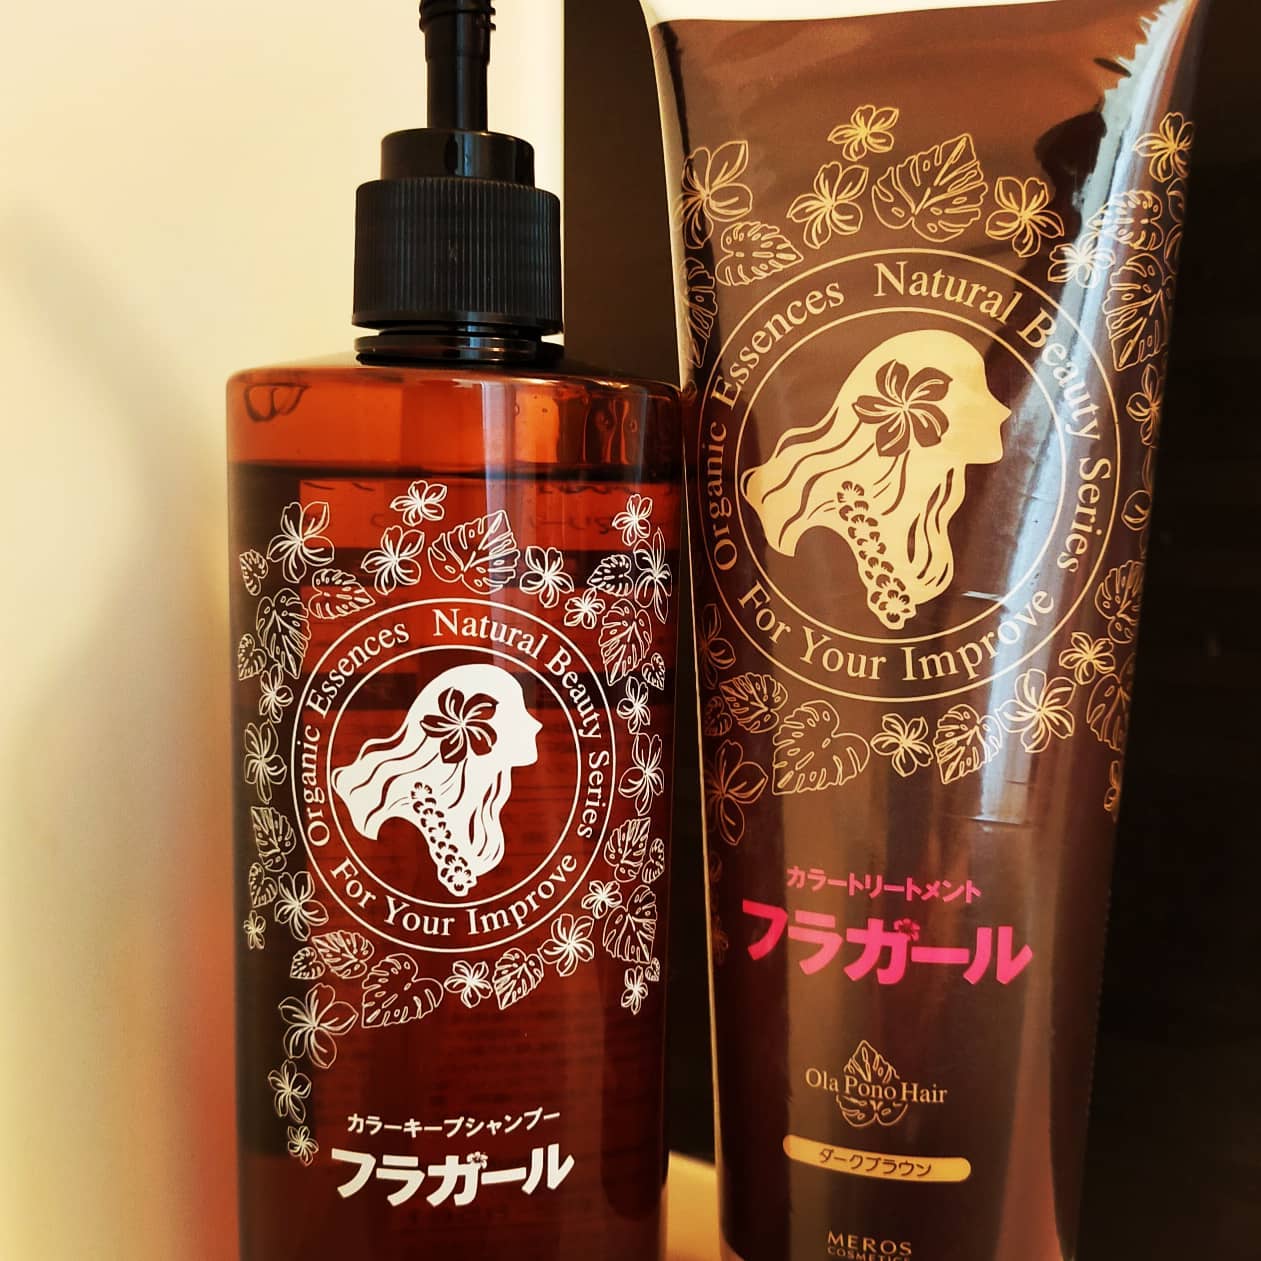 Organic Essences Natural Beauty Series
For Your Improve
カラーキープシャンプー
フラガール
Organic Essences Natural Beauty Series
For Your Improve
カラートリートメント
フラガール
Ola Pono Hair
ダークブラウン
MEROS
COSMETICS